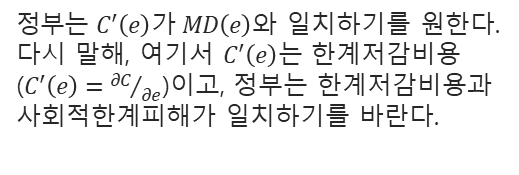 정부는 C′(e)가 MD(e)와 일치하기를 원한다.
다시 말해, 여기서 C′(e)는 한계저감비용
(C′(e) = ∂C/∂e)이고, 정부는 한계저감비용과
사회적한계피해가 일치하기를 바란다.